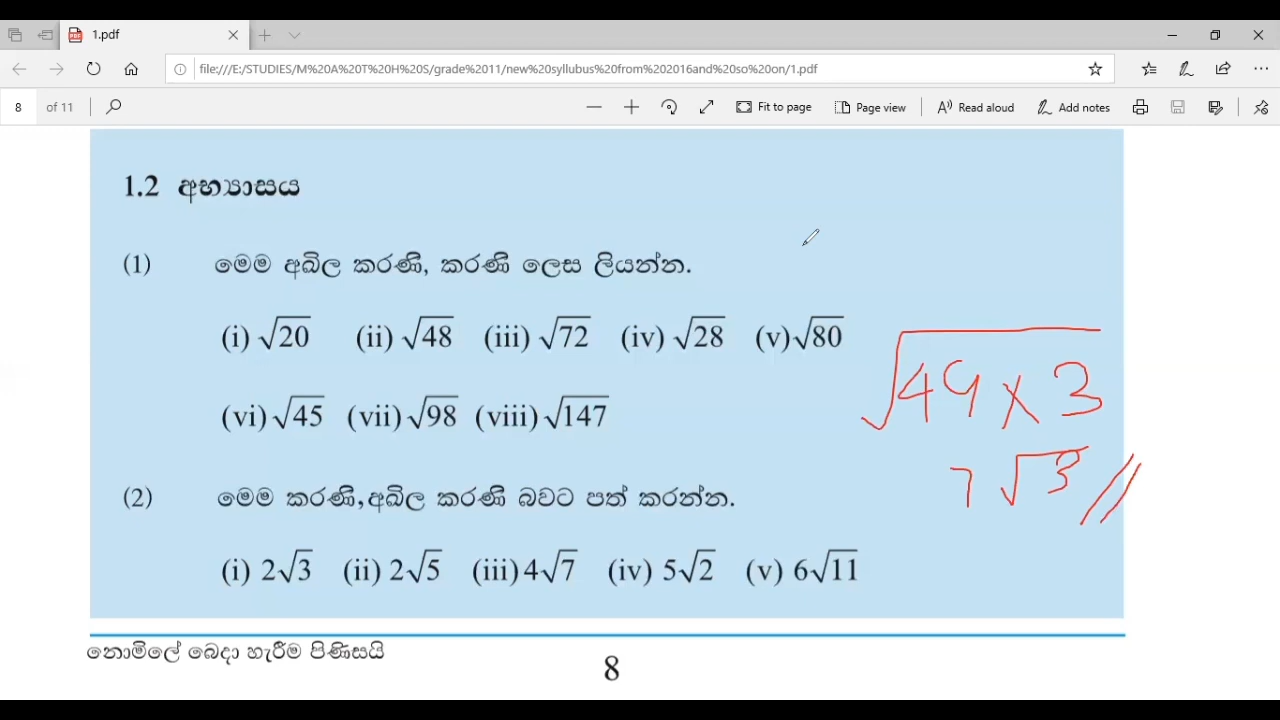 1.pdf
file:///E:/STUDIES/M%20A%20T%20H%20S/grade%2011/new%20syllubus%20from%202016and%20so%20on/1.pdf
8 of 11 Fit to page Page view Read aloud Add notes
1.2 අභ්‍යාසය
(1) මෙම අඛිල කරණි, කරණි ලෙස ලියන්න.
(i) √20 (ii) √48 (iii) √72 (iv) √28 (v) √80
√49 × 3
(vi) √45 (vii) √98 (viii) √147
7 √3 //
(2) මෙම කරණි, අඛිල කරණි බවට පත් කරන්න.
(i) 2√3 (ii) 2√5 (iii) 4√7 (iv) 5√2 (v) 6√11
නොමිලේ බෙදා හැරීම පිණිසයි
8